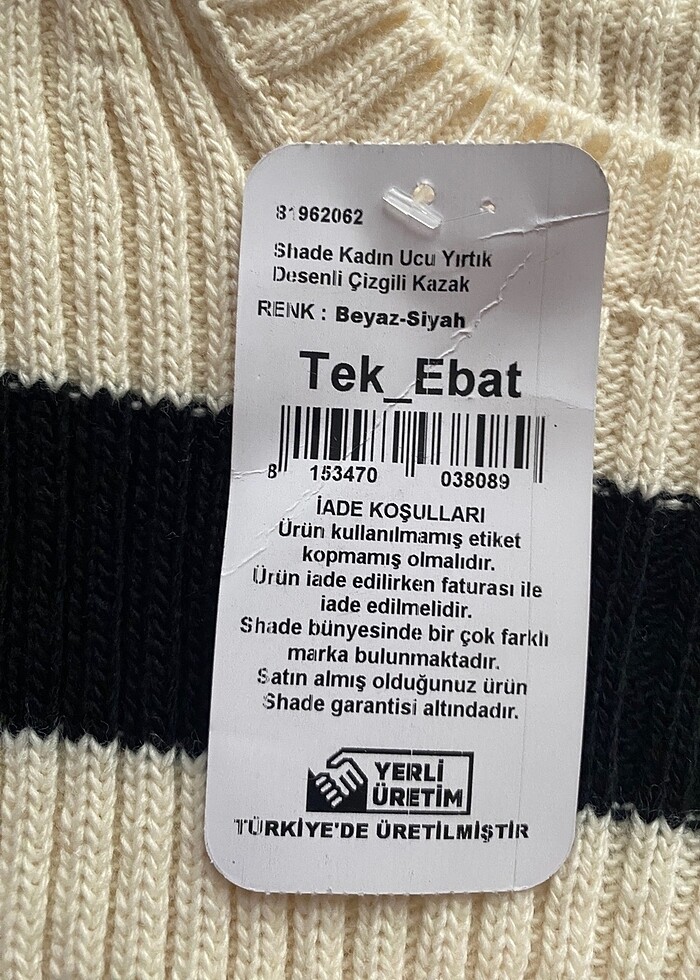 81962062
Shade Kadın Ucu Yırtık
Desenli Çizgili Kazak
RENK : Beyaz-Siyah
Tek_Ebat
8 153470 038089
İADE KOŞULLARI
Ürün kullanılmamış etiket
kopmamış olmalıdır.
Ürün iade edilirken faturası ile
iade edilmelidir.
Shade bünyesinde bir çok farklı
marka bulunmaktadır.
Satın almış olduğunuz ürün
Shade garantisi altındadır.
YERLİ
ÜRETİM
TÜRKİYE'DE ÜRETİLMİŞTİR